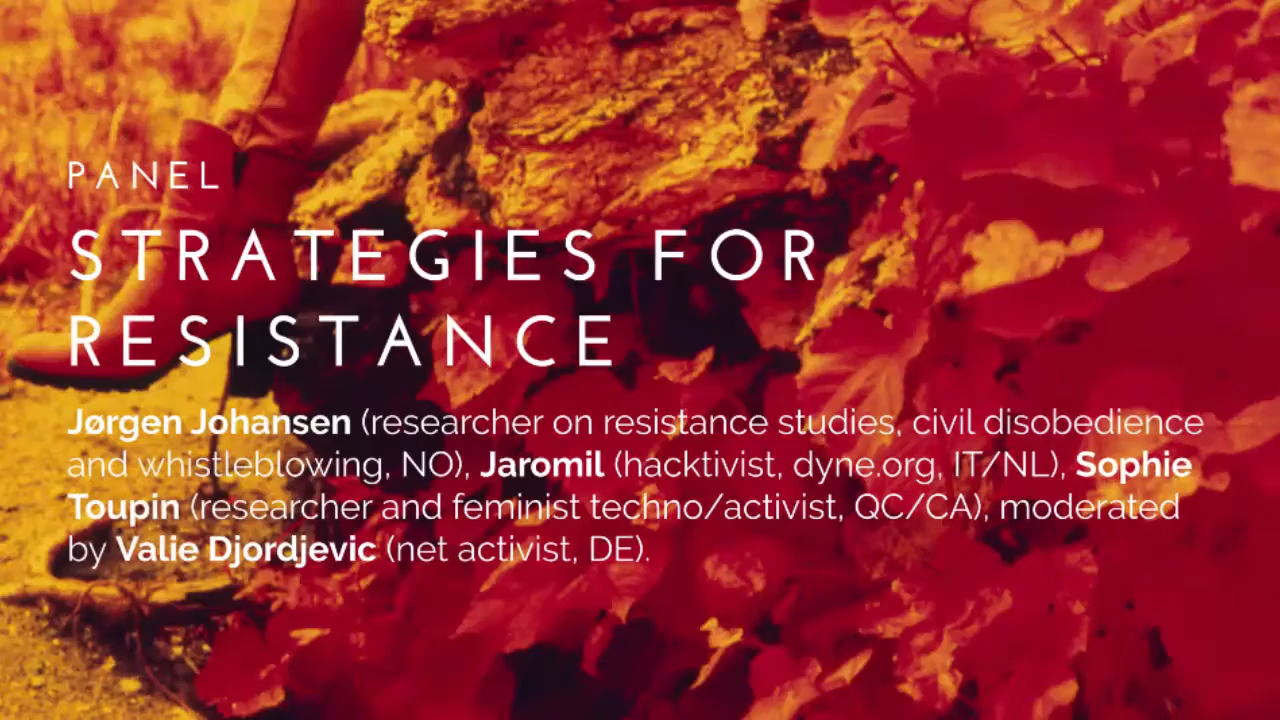 PANEL
STRATEGIES FOR
RESISTANCE
Jørgen Johansen (researcher on resistance studies, civil disobedience
and whistleblowing, NO), Jaromil (hacktivist, dyne.org, IT/NL), Sophie
Toupin (researcher and feminist techno/activist, QC/CA), moderated
by Valie Djordjevic (net activist, DE).